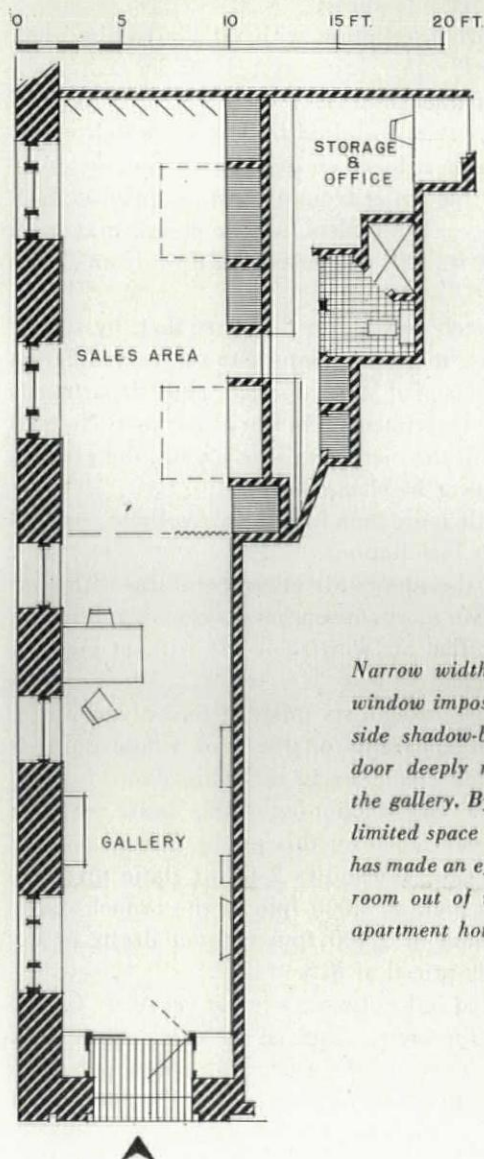 0 5 10 15 FT. 20 FT.
STORAGE
&
OFFICE
SALES AREA
Narrow width
window impos
side shadow-b
door deeply
the gallery. B
limited space
has made an
room out of
apartment ho
GALLERY